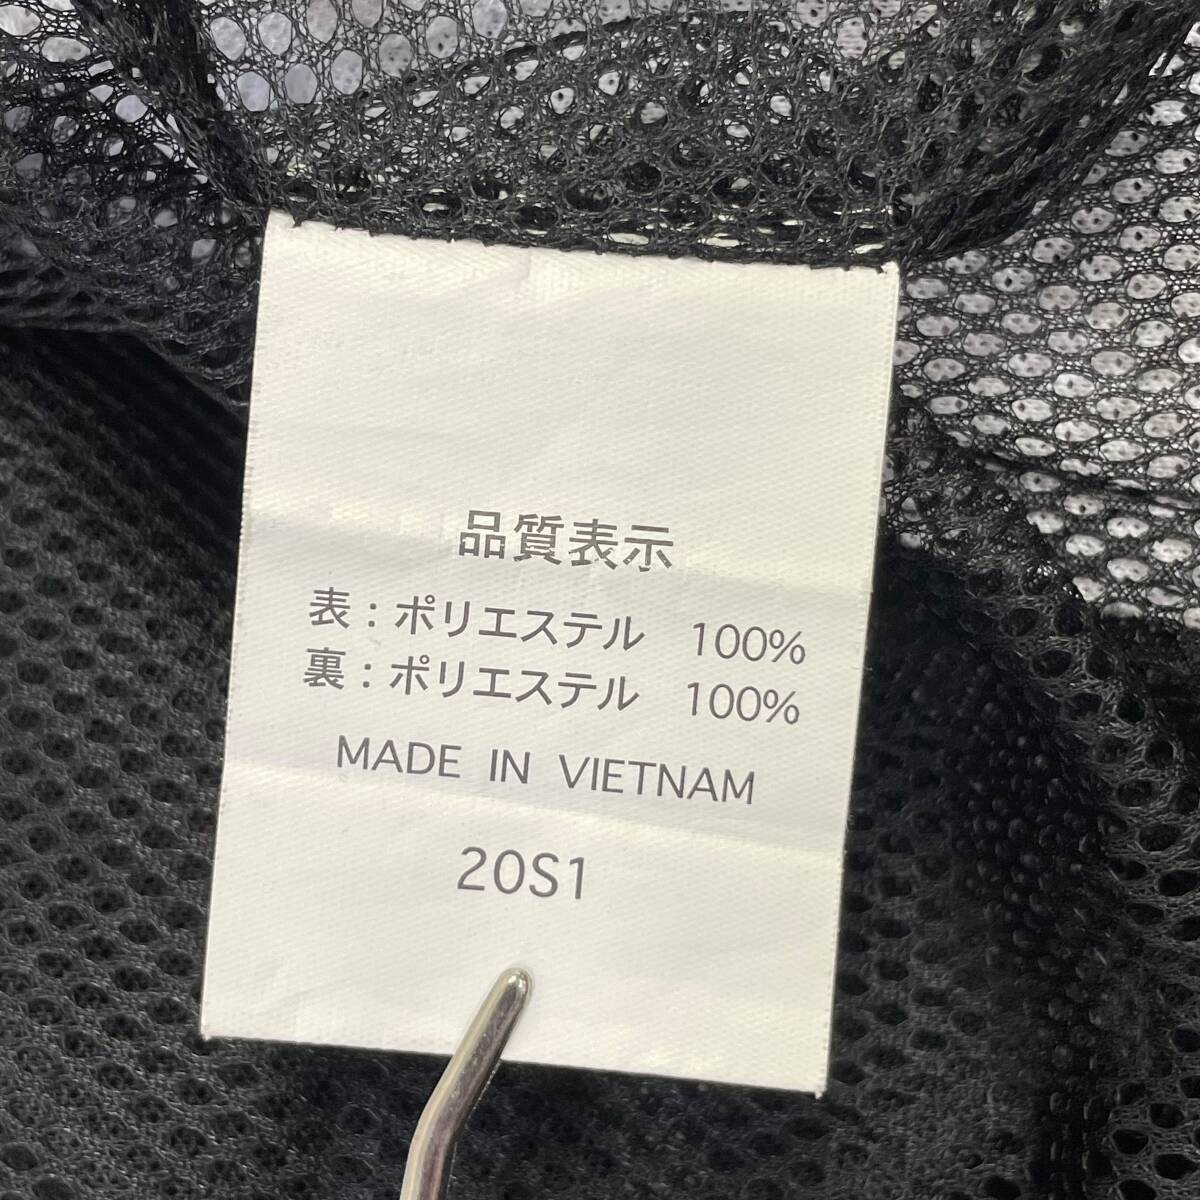 品質表示
表：ポリエステル 100%
裏：ポリエステル 100%
MADE IN VIETNAM
20S1